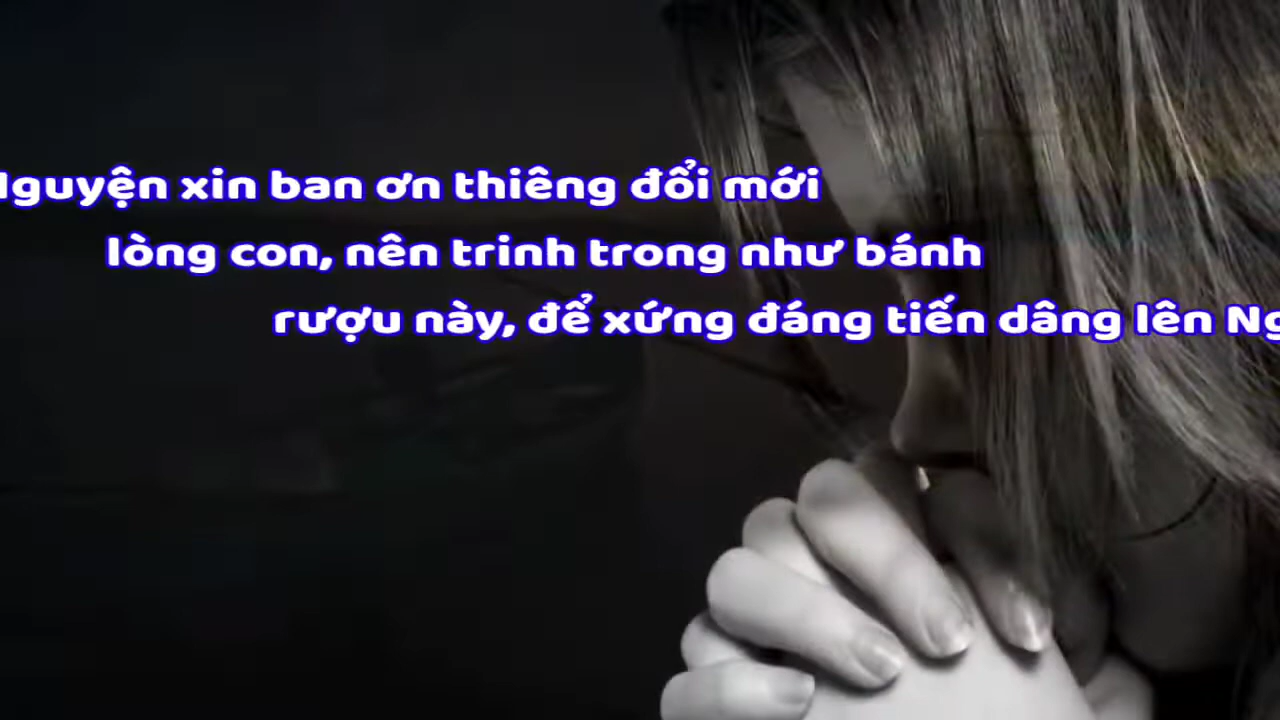 Nguyện xin ban ơn thiêng đổi mới
lòng con, nên trinh trong như bánh
rượu này, để xứng đáng tiến dâng lên